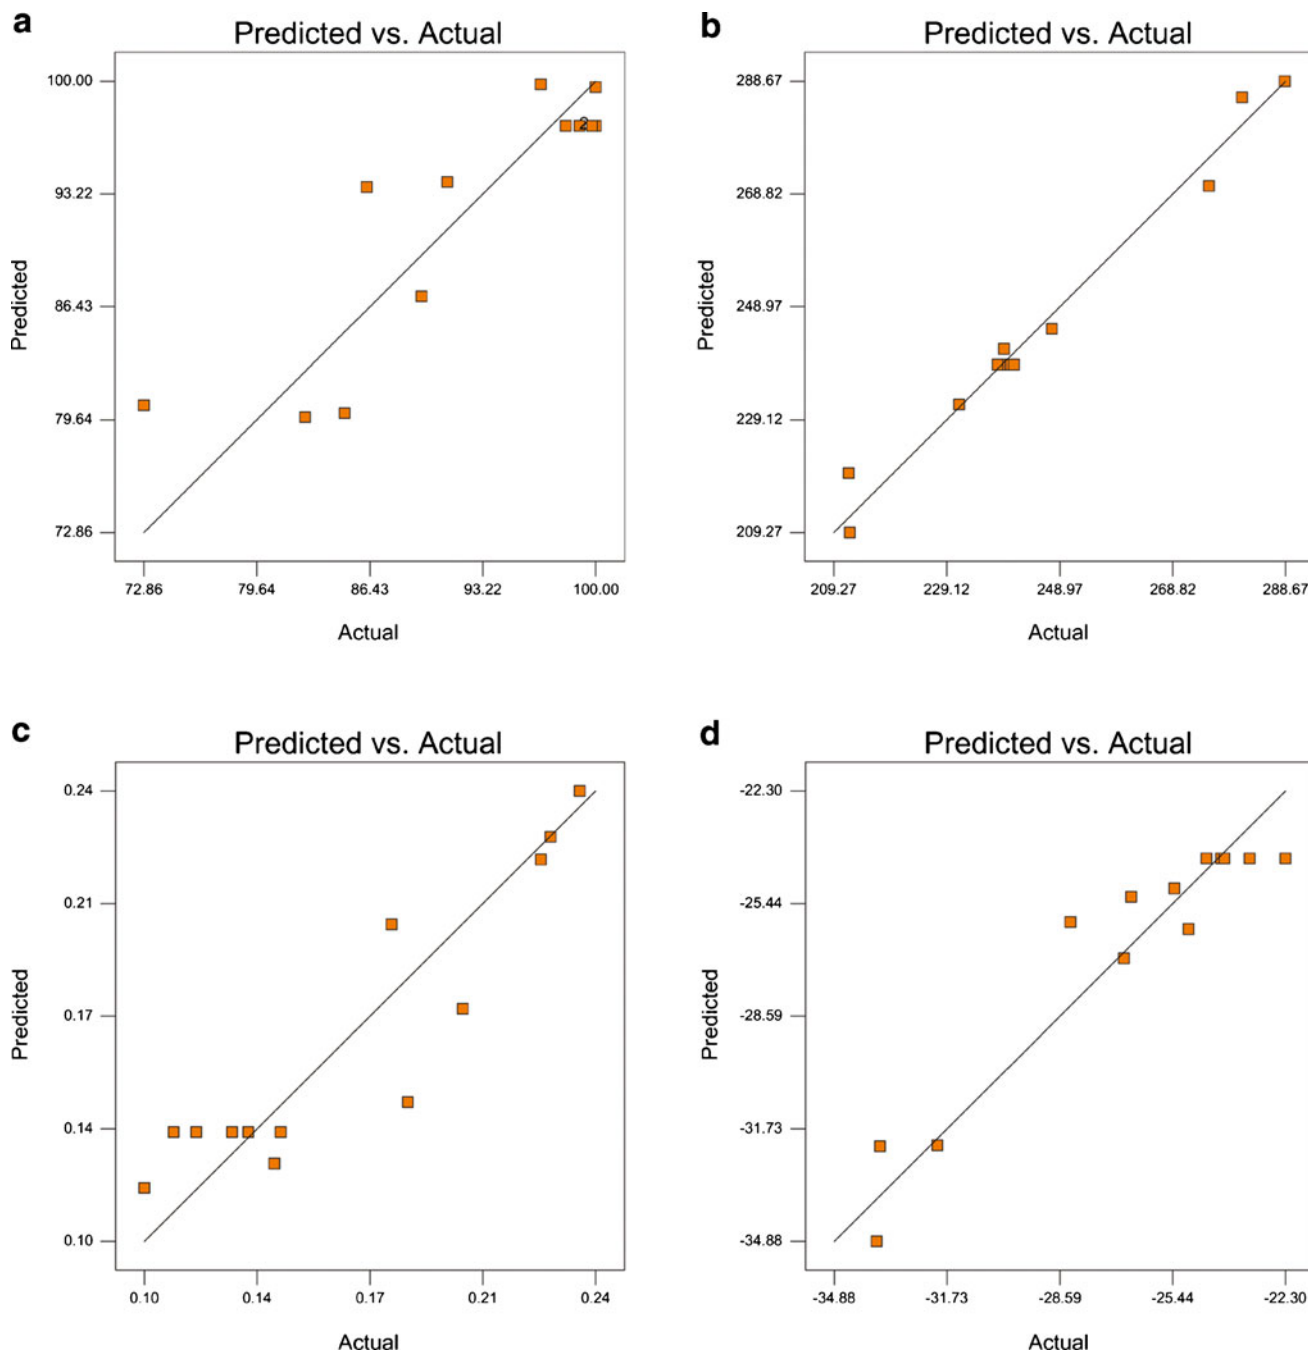 a
Predicted vs. Actual
100.00
93.22
86.43
79.64
72.86
Predicted
2
72.86 79.64 86.43 93.22 100.00
Actual
b
Predicted vs. Actual
288.67
268.82
248.97
229.12
209.27
Predicted
209.27 229.12 248.97 268.82 288.67
Actual
c
Predicted vs. Actual
0.24
0.21
0.17
0.14
0.10
Predicted
0.10 0.14 0.17 0.21 0.24
Actual
d
Predicted vs. Actual
-22.30
-25.44
-28.59
-31.73
-34.88
Predicted
-34.88 -31.73 -28.59 -25.44 -22.30
Actual